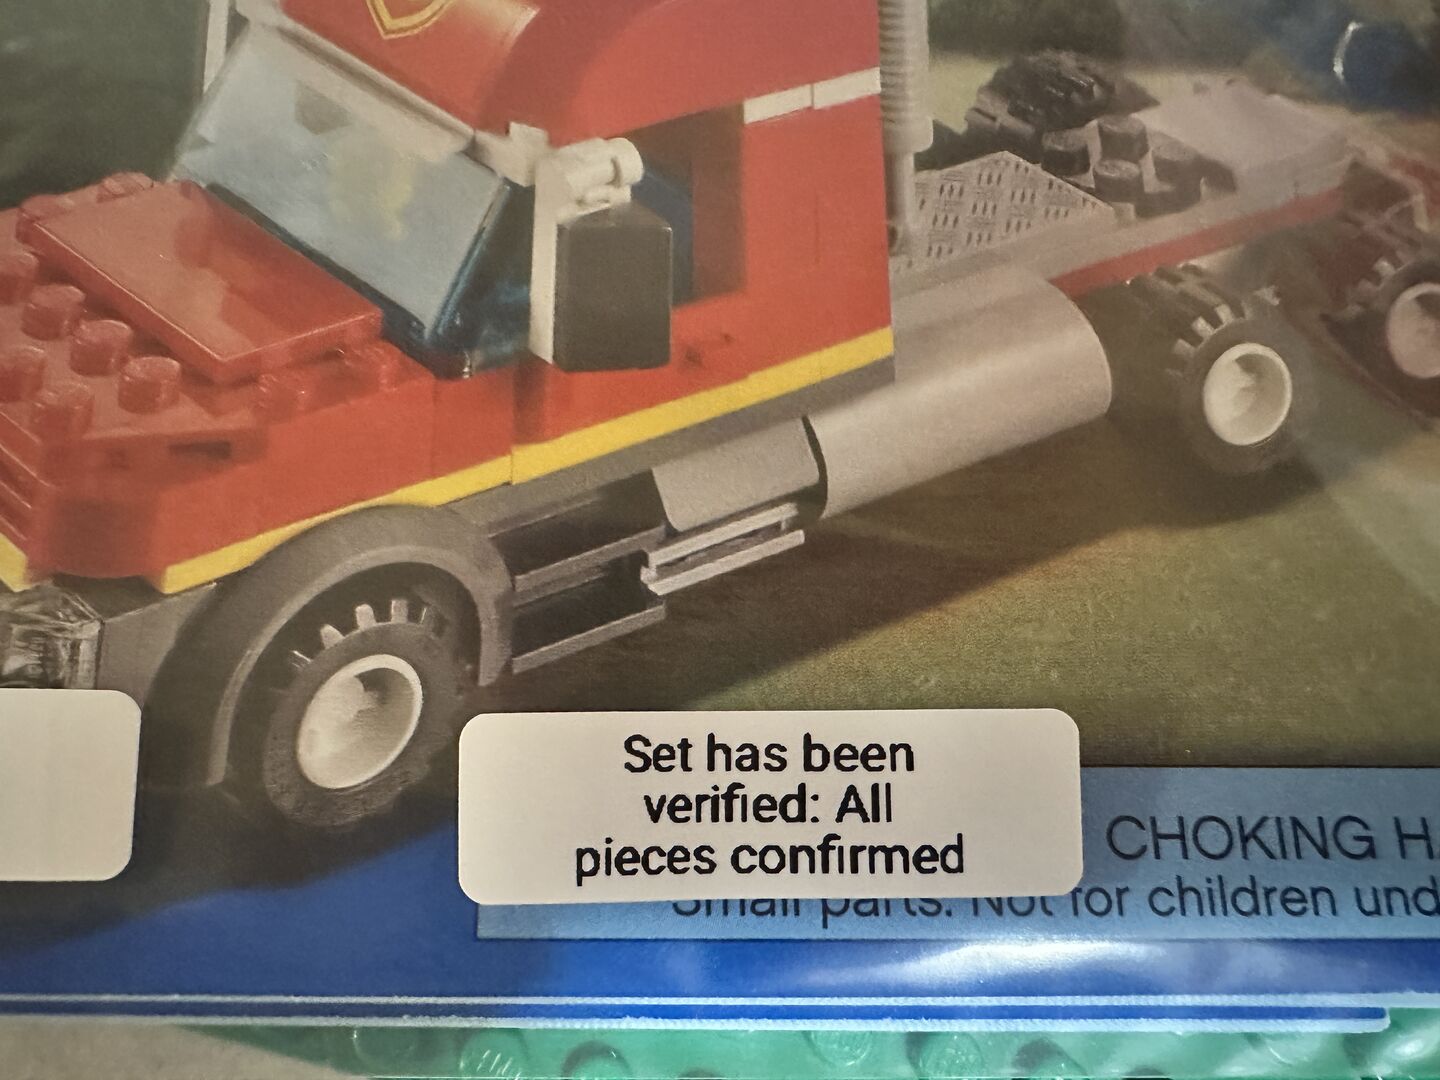 Set has been
verified: All
pieces confirmed
CHOKING H
Small parts. Not for children und